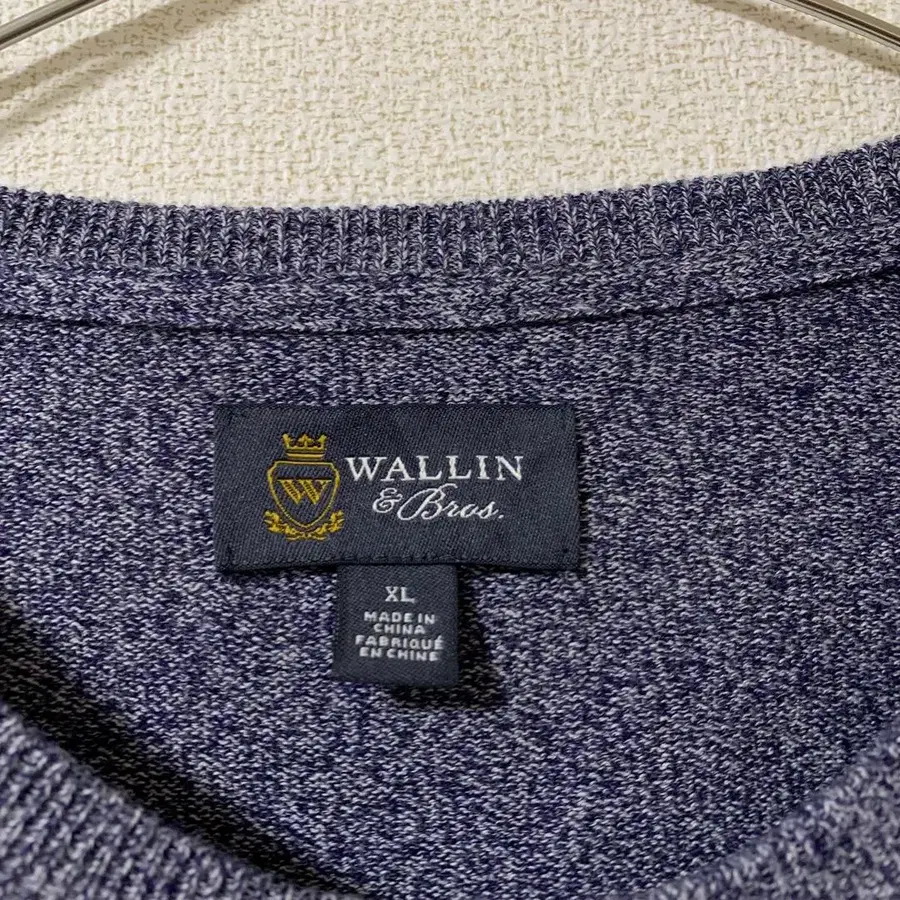 W
WALLIN
& Bros.
XL
MADE IN
CHINA
FABRIQUÉ
EN CHINE